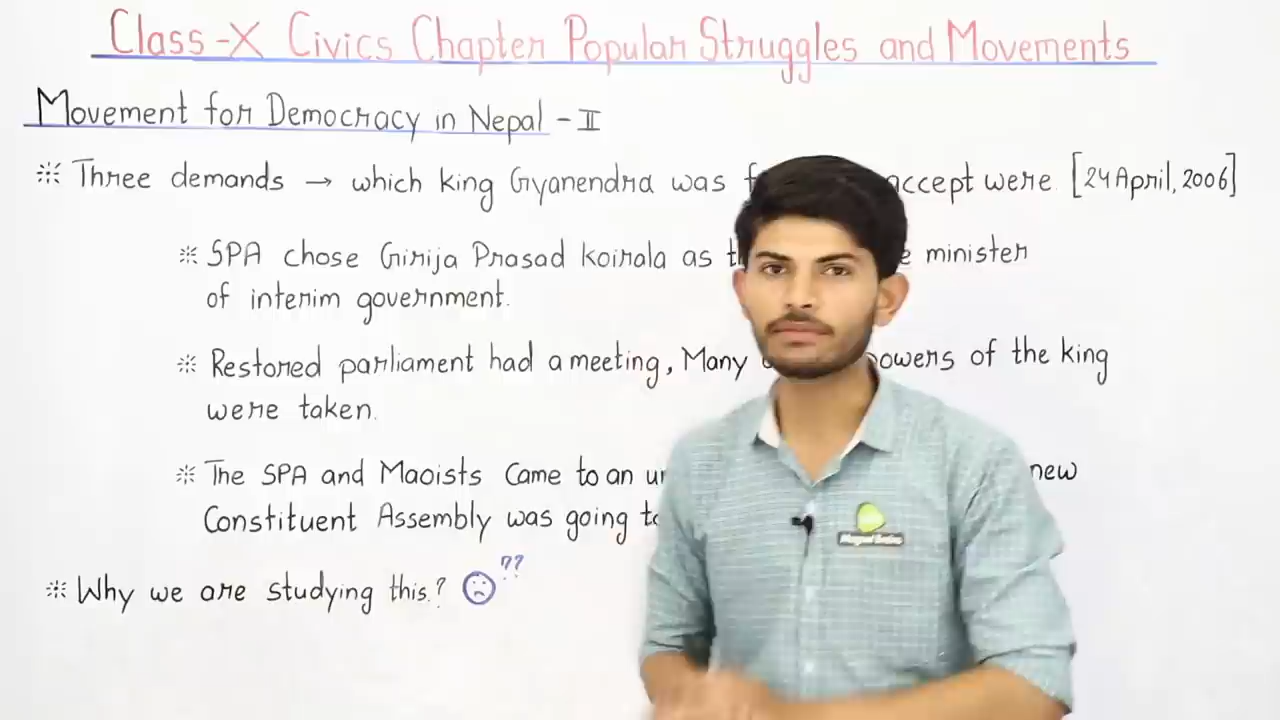 Class-X Civics Chapter Popular Struggles and Movements
Movement for Democracy in Nepal - II
Three demands → which king Gyanendra was accept were. [24 April, 2006]
SPA chose Girija Prasad koirala as minister
of interim government.
Restored parliament had a meeting, Many of the king
were taken.
The SPA and Maoists Came to an new
Constituent Assembly was going
Why we are studying this.? ??